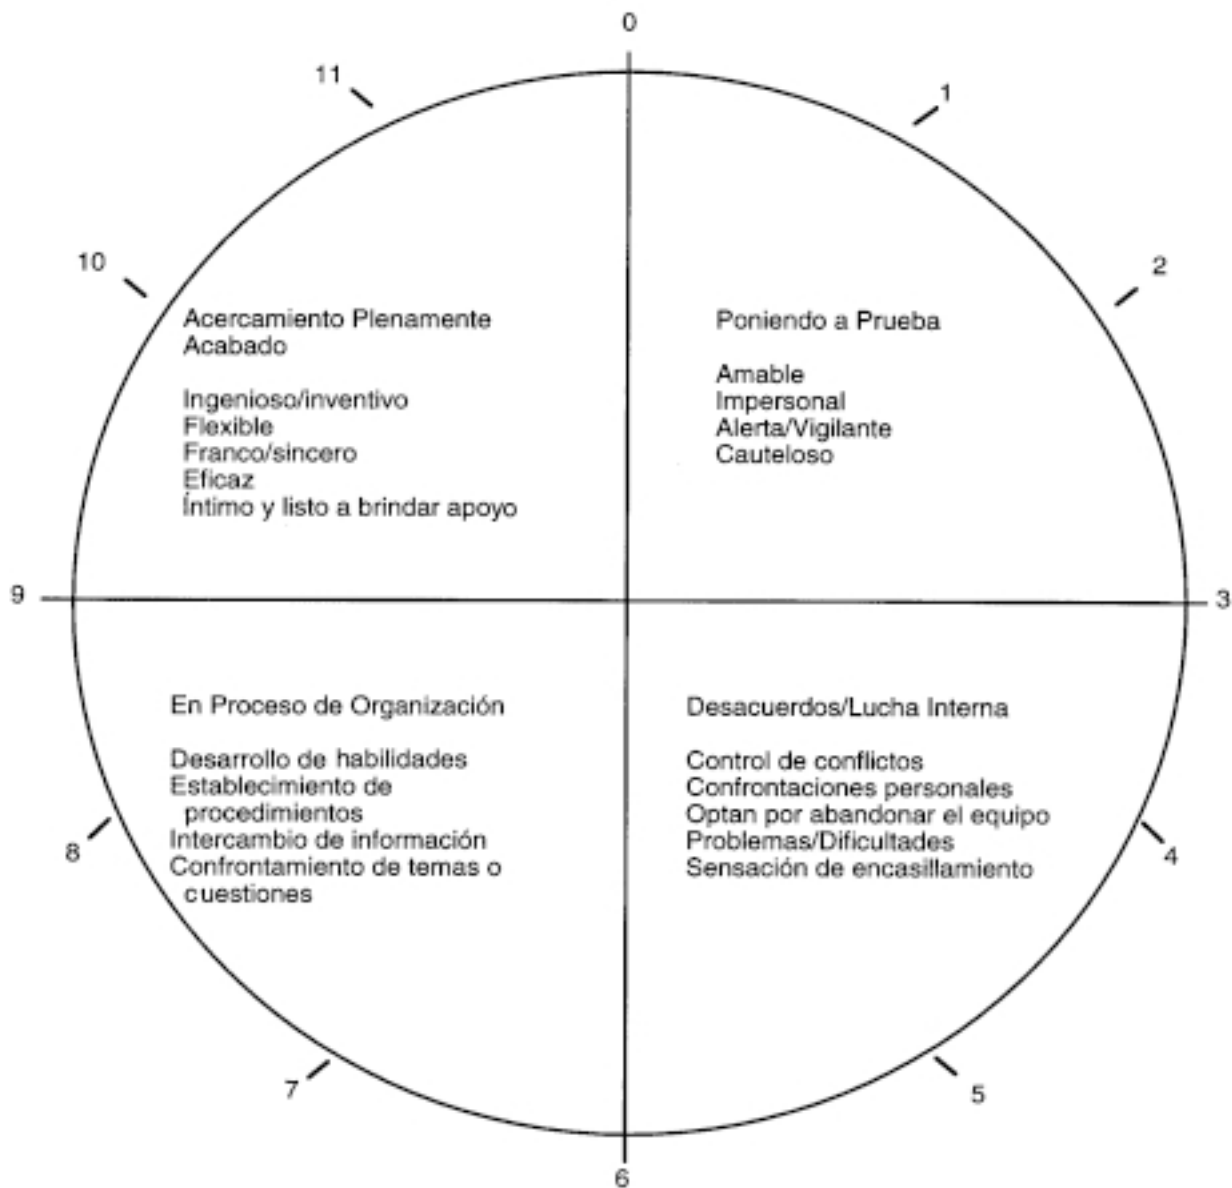 0
11
1
10
2
Acercamiento Plenamente
Acabado
Ingenioso/inventivo
Flexible
Franco/sincero
Eficaz
Íntimo y listo a brindar apoyo
Poniendo a Prueba
Amable
Impersonal
Alerta/Vigilante
Cauteloso
9
3
En Proceso de Organización
Desarrollo de habilidades
Establecimiento de
procedimientos
Intercambio de información
Confrontamiento de temas o
cuestiones
Desacuerdos/Lucha Interna
Control de conflictos
Confrontaciones personales
Optan por abandonar el equipo
Problemas/Dificultades
Sensación de encasillamiento
8
4
7
5
6